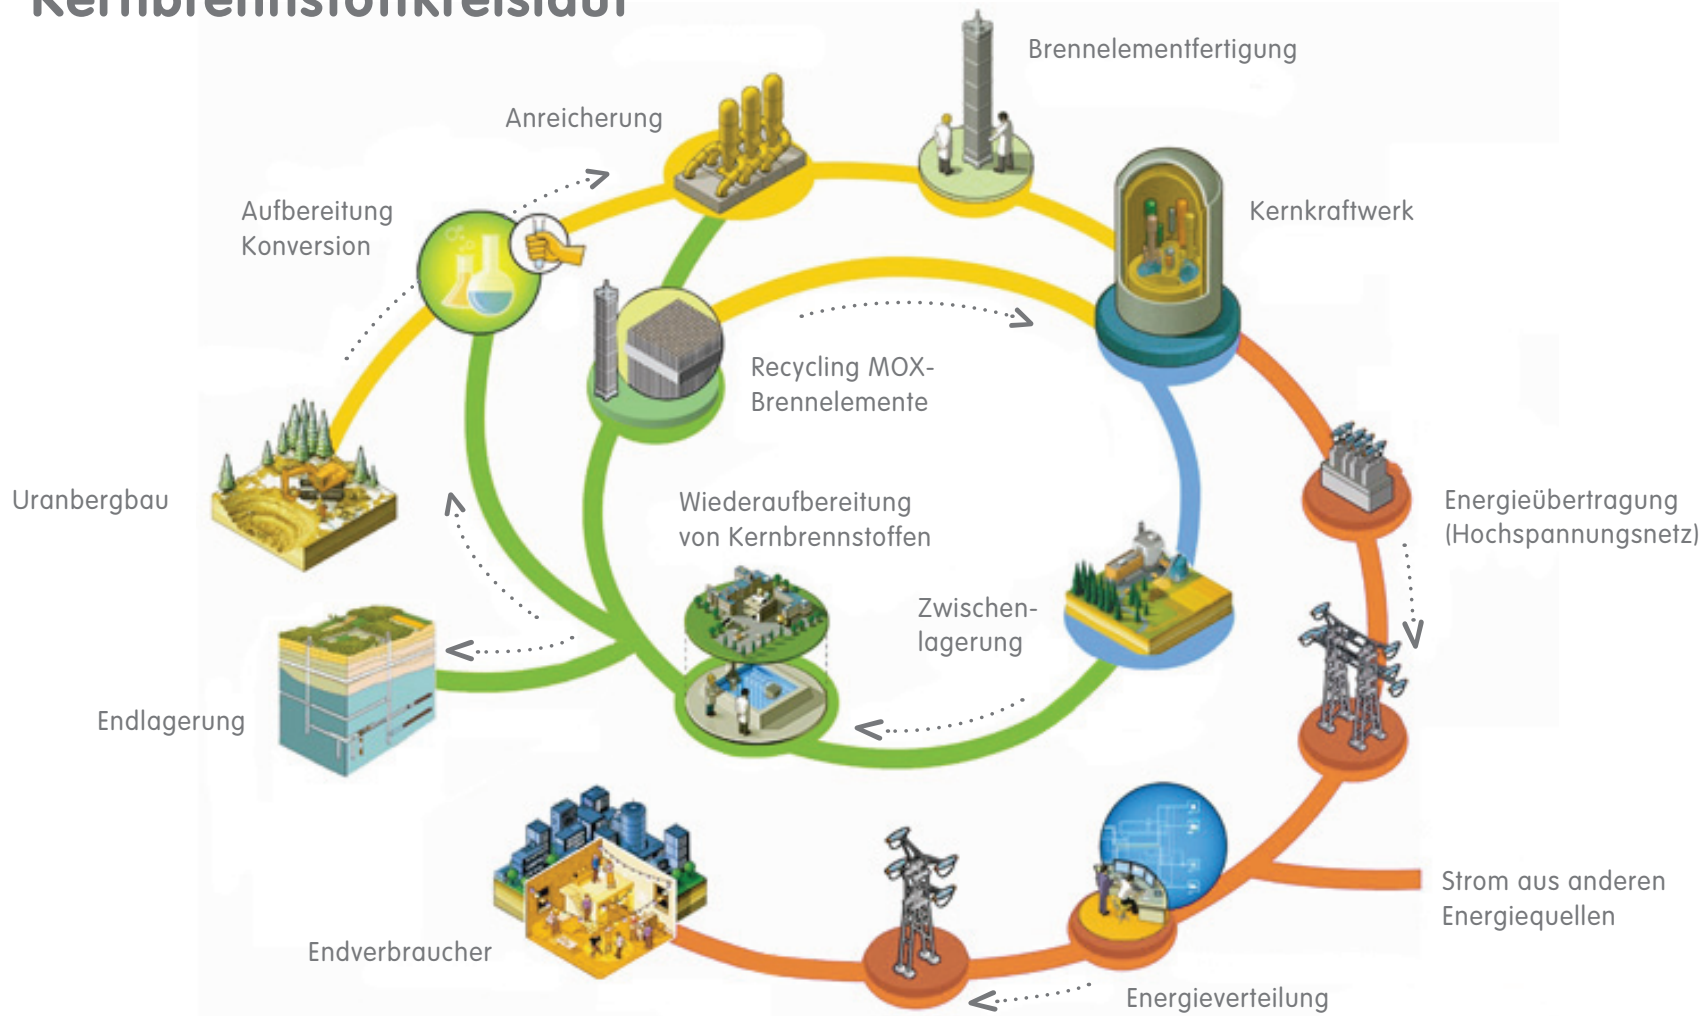 Kernbrennstoffkreislauf
Brennelementfertigung
Anreicherung
Aufbereitung
Konversion
Kernkraftwerk
Recycling MOX-
Brennelemente
Uranbergbau
Wiederaufbereitung
von Kernbrennstoffen
Energieübertragung
(Hochspannungsnetz)
Zwischen-
lagerung
Endlagerung
Strom aus anderen
Energiequellen
Endverbraucher
Energieverteilung